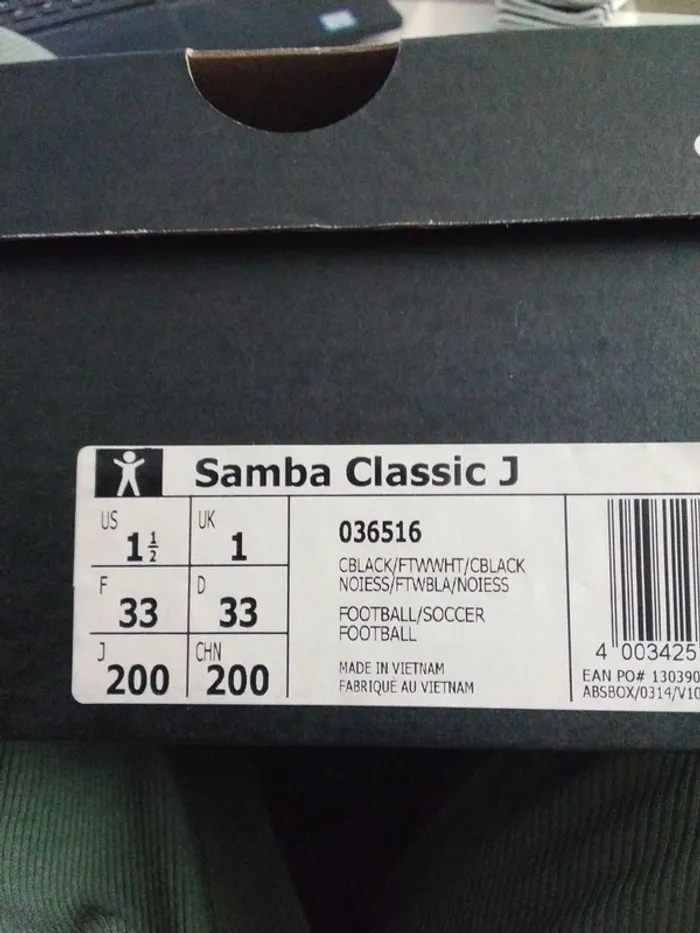 Samba Classic J
US 1½ UK 1
F 33 D 33
J 200 CHN 200
036516
CBLACK/FTWWHT/CBLACK
NOIESS/FTWBLA/NOIESS
FOOTBALL/SOCCER
FOOTBALL
MADE IN VIETNAM
FABRIQUÉ AU VIETNAM
4 003425
EAN PO# 130390
ABSBOX/0314/V10